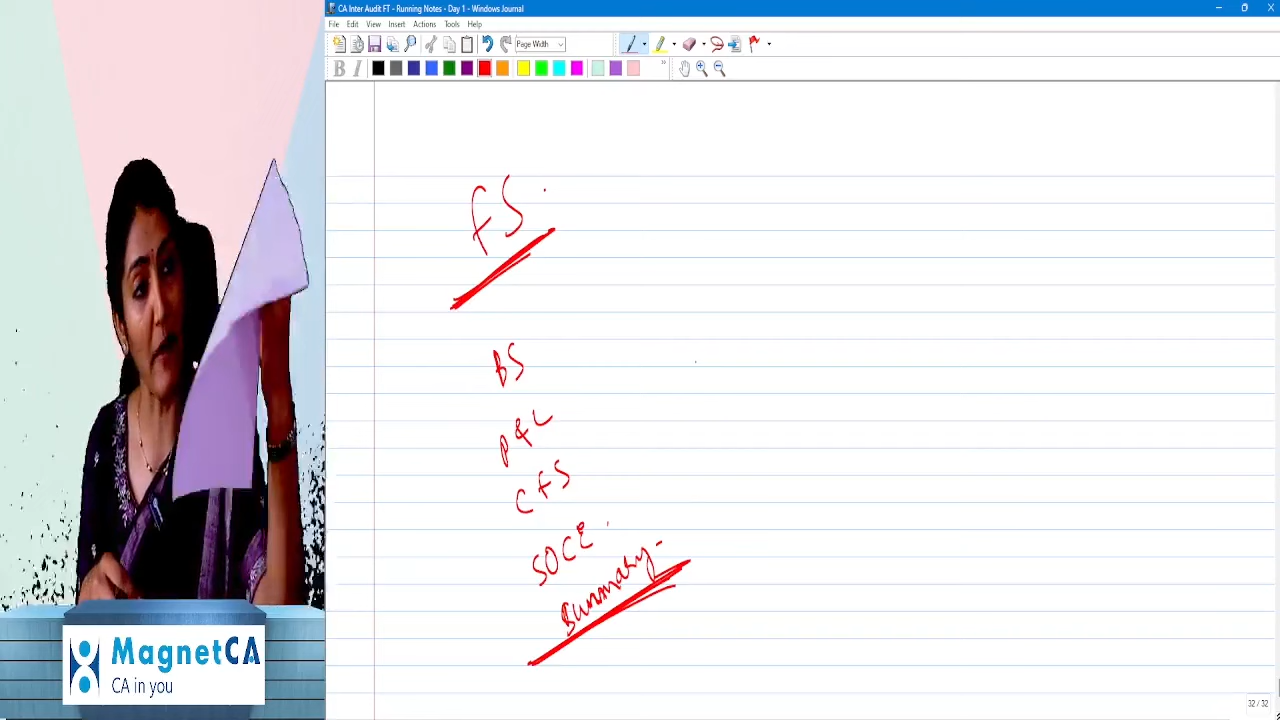 CA Inter Audit FT - Running Notes - Day 1 - Windows Journal
File Edit View Insert Actions Tools Help
Page Width
B I
FS
BS
P&L
CFS
SOCE
Summary
MagnetCA
CA in you
32 / 32